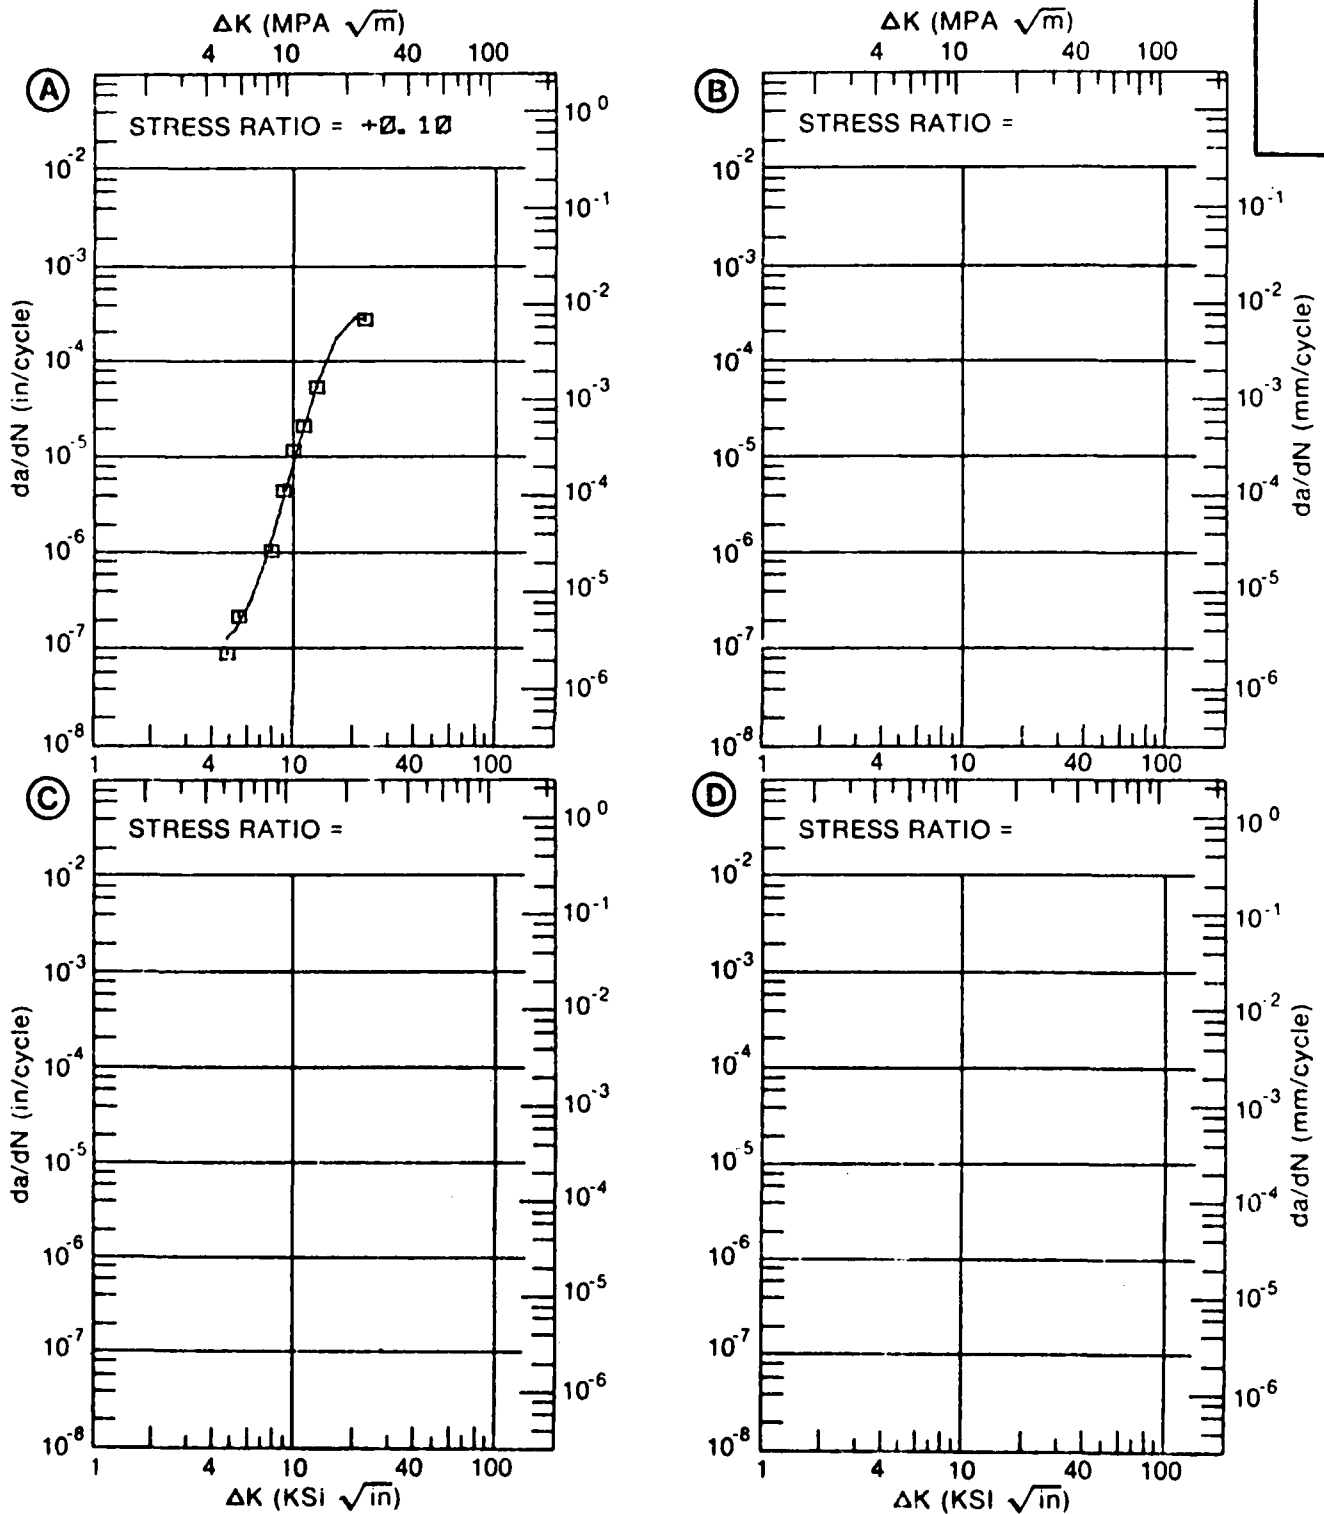 ΔK (MPA √m)
4 10 40 100
A
STRESS RATIO = +0.10
10^0
10^-2
10^-1
10^-3
10^-2
10^-4
10^-3
10^-5
10^-4
10^-6
10^-5
10^-7
10^-6
10^-8
1 4 10 40 100
da/dN (in/cycle)
ΔK (MPA √m)
4 10 40 100
B
STRESS RATIO =
10^-2
10^-1
10^-3
10^-2
10^-4
10^-3
10^-5
10^-4
10^-6
10^-5
10^-7
10^-6
10^-8
1 4 10 40 100
da/dN (mm/cycle)
C
STRESS RATIO =
10^0
10^-2
10^-1
10^-3
10^-2
10^-4
10^-3
10^-5
10^-4
10^-6
10^-5
10^-7
10^-6
10^-8
1 4 10 40 100
da/dN (in/cycle)
ΔK (KSi √in)
D
STRESS RATIO =
10^0
10^-2
10^-1
10^-3
10^-2
10^-4
10^-3
10^-5
10^-4
10^-6
10^-5
10^-7
10^-6
10^-8
1 4 10 40 100
da/dN (mm/cycle)
ΔK (KSI √in)